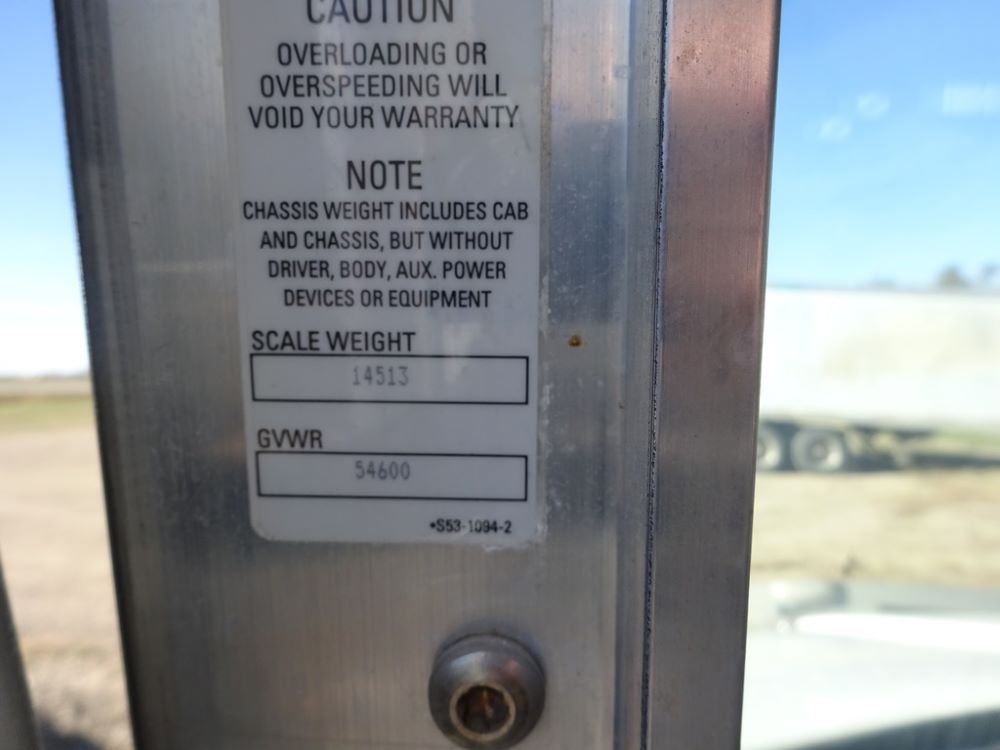 CAUTION
OVERLOADING OR
OVERSPEEDING WILL
VOID YOUR WARRANTY
NOTE
CHASSIS WEIGHT INCLUDES CAB
AND CHASSIS, BUT WITHOUT
DRIVER, BODY, AUX. POWER
DEVICES OR EQUIPMENT
SCALE WEIGHT
14513
GVWR
54600
•S53-1094-2